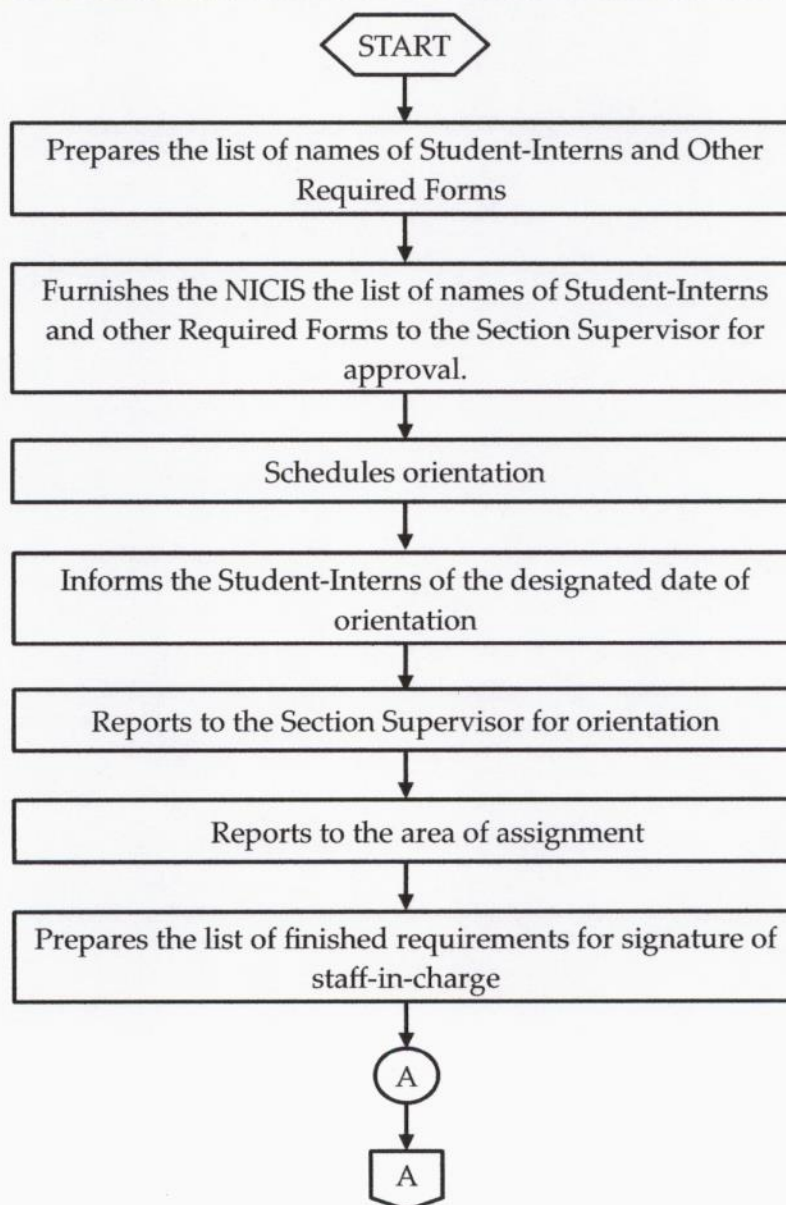 START
Prepares the list of names of Student-Interns and Other
Required Forms
Furnishes the NICIS the list of names of Student-Interns
and other Required Forms to the Section Supervisor for
approval.
Schedules orientation
Informs the Student-Interns of the designated date of
orientation
Reports to the Section Supervisor for orientation
Reports to the area of assignment
Prepares the list of finished requirements for signature of
staff-in-charge
A
A